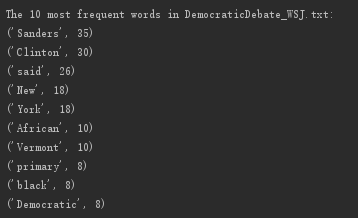 The 10 most frequent words in DemocraticDebate_WSJ.txt:
('Sanders', 35)
('Clinton', 30)
('said', 26)
('New', 18)
('York', 18)
('African', 10)
('Vermont', 10)
('primary', 8)
('black', 8)
('Democratic', 8)